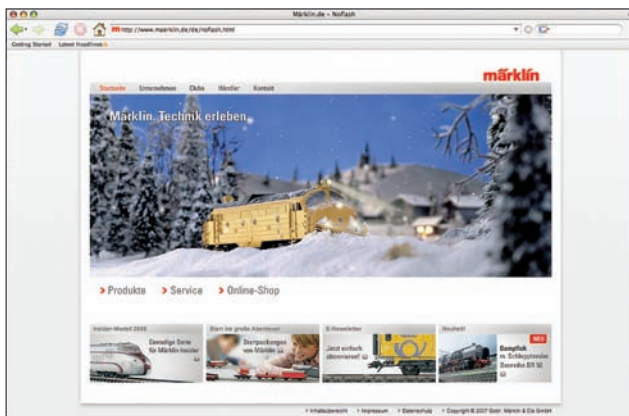 Märklin.de – Noflash
http://www.maerklin.de/de/noflash.html
Getting Started Latest Headlines
märklín
Startseite Unternehmen Clubs Händler Kontakt
Märklin. Technik erleben.
Produkte Service Online-Shop
Insider-Modell 2008 Start ins große Abenteuer E-Newsletter Neuheit!
Einmalige Serie
für Märklin-Insider
Startpackungen
von Märklin
Jetzt einfach
abonnieren!
NEU
Dampflok
m. Schlepptender
Baureihe BR 50
Inhaltsübersicht Impressum Datenschutz Copyright © 2007 Gebr. Märklin & Cie GmbH